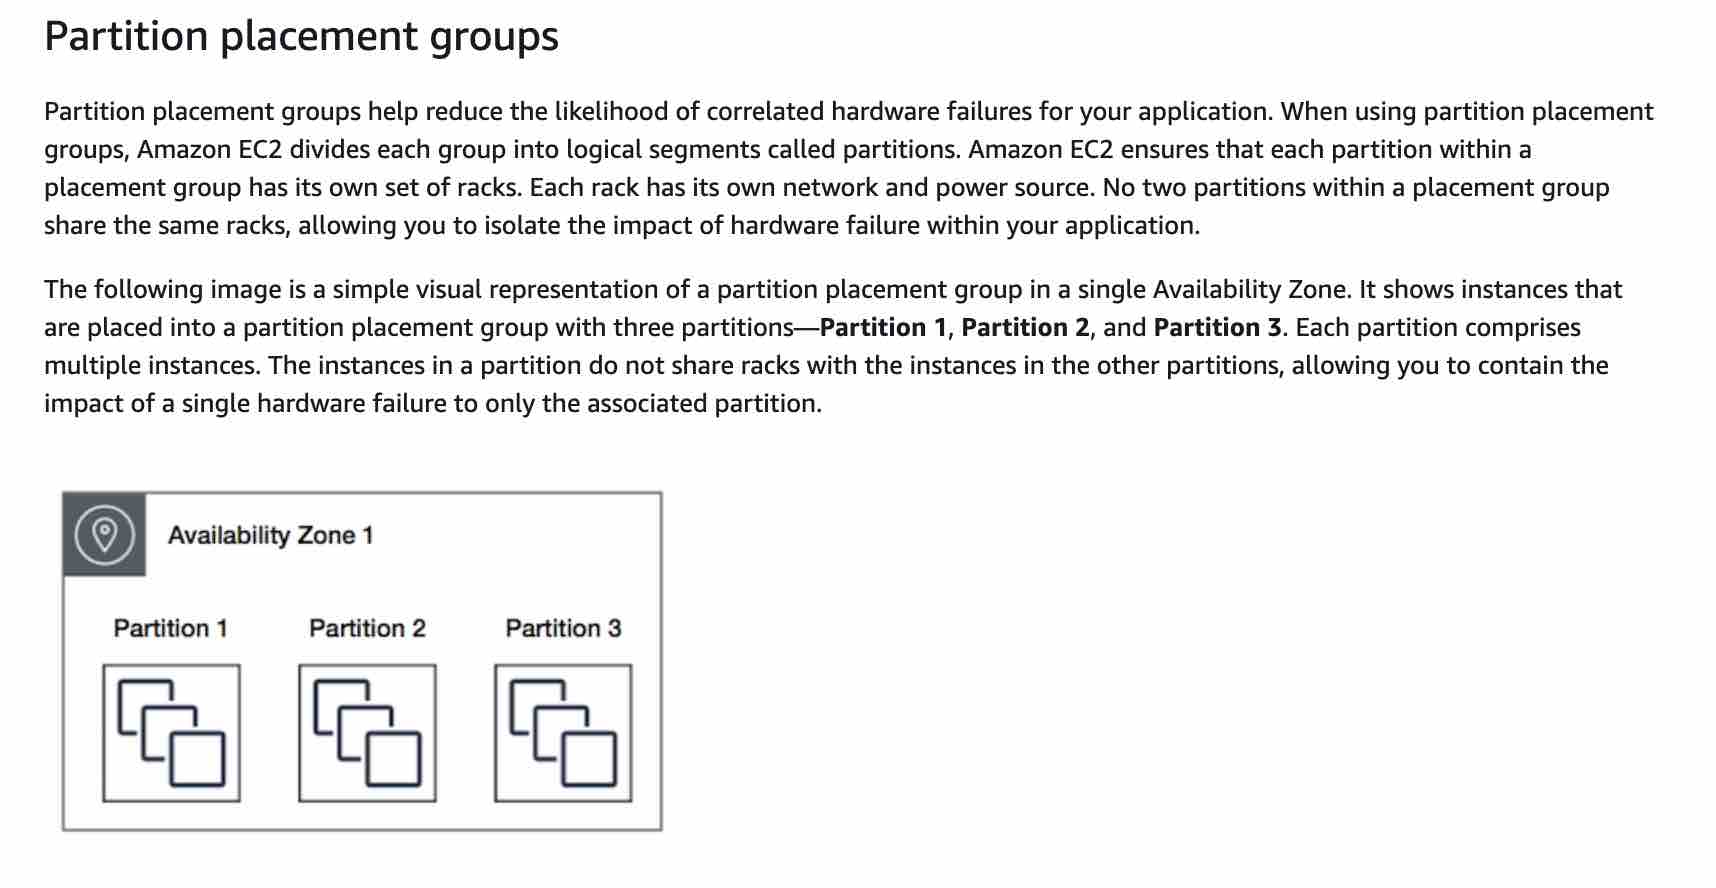 Partition placement groups
Partition placement groups help reduce the likelihood of correlated hardware failures for your application. When using partition placement
groups, Amazon EC2 divides each group into logical segments called partitions. Amazon EC2 ensures that each partition within a
placement group has its own set of racks. Each rack has its own network and power source. No two partitions within a placement group
share the same racks, allowing you to isolate the impact of hardware failure within your application.
The following image is a simple visual representation of a partition placement group in a single Availability Zone. It shows instances that
are placed into a partition placement group with three partitions—Partition 1, Partition 2, and Partition 3. Each partition comprises
multiple instances. The instances in a partition do not share racks with the instances in the other partitions, allowing you to contain the
impact of a single hardware failure to only the associated partition.
Availability Zone 1
Partition 1 Partition 2 Partition 3